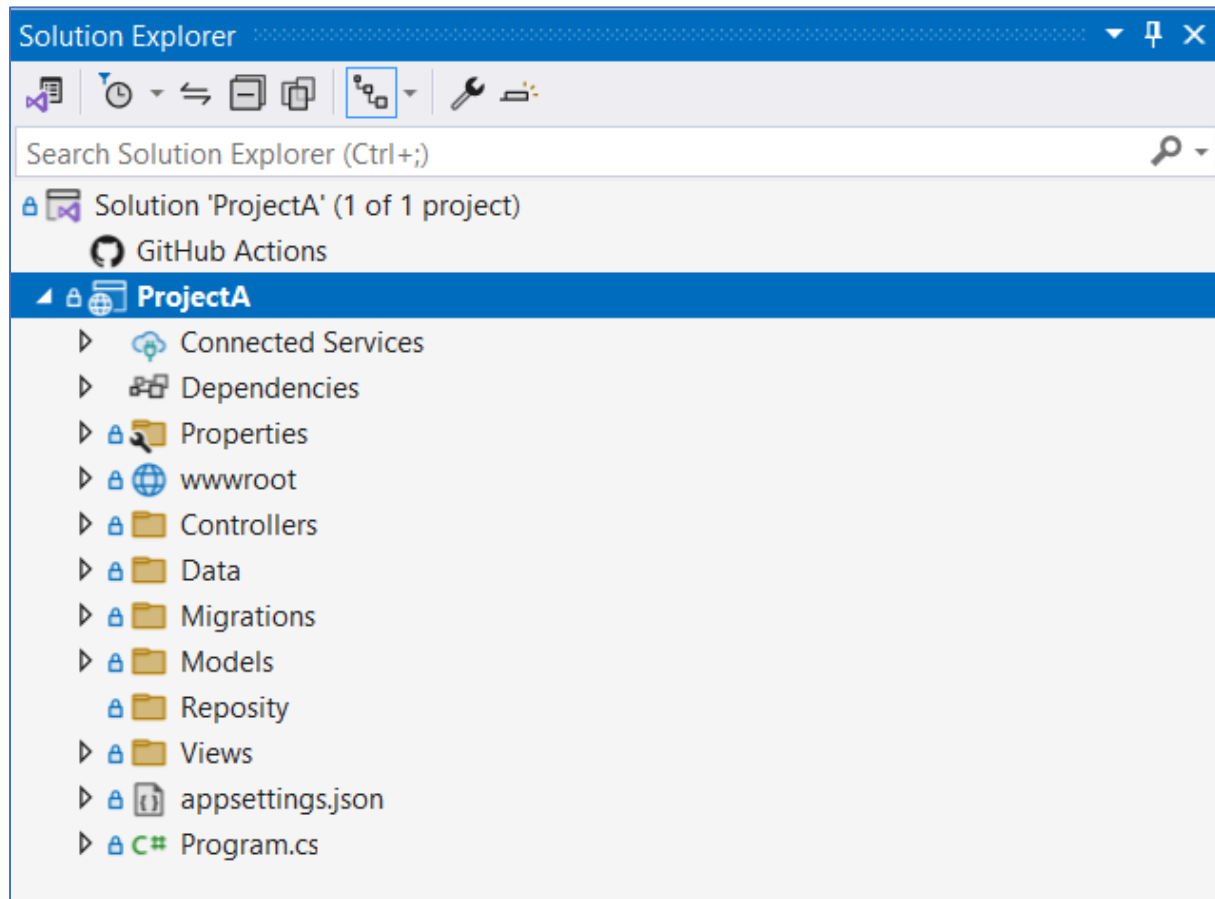 Solution Explorer
Search Solution Explorer (Ctrl+;)
Solution 'ProjectA' (1 of 1 project)
GitHub Actions
ProjectA
Connected Services
Dependencies
Properties
wwwroot
Controllers
Data
Migrations
Models
Reposity
Views
appsettings.json
C# Program.cs